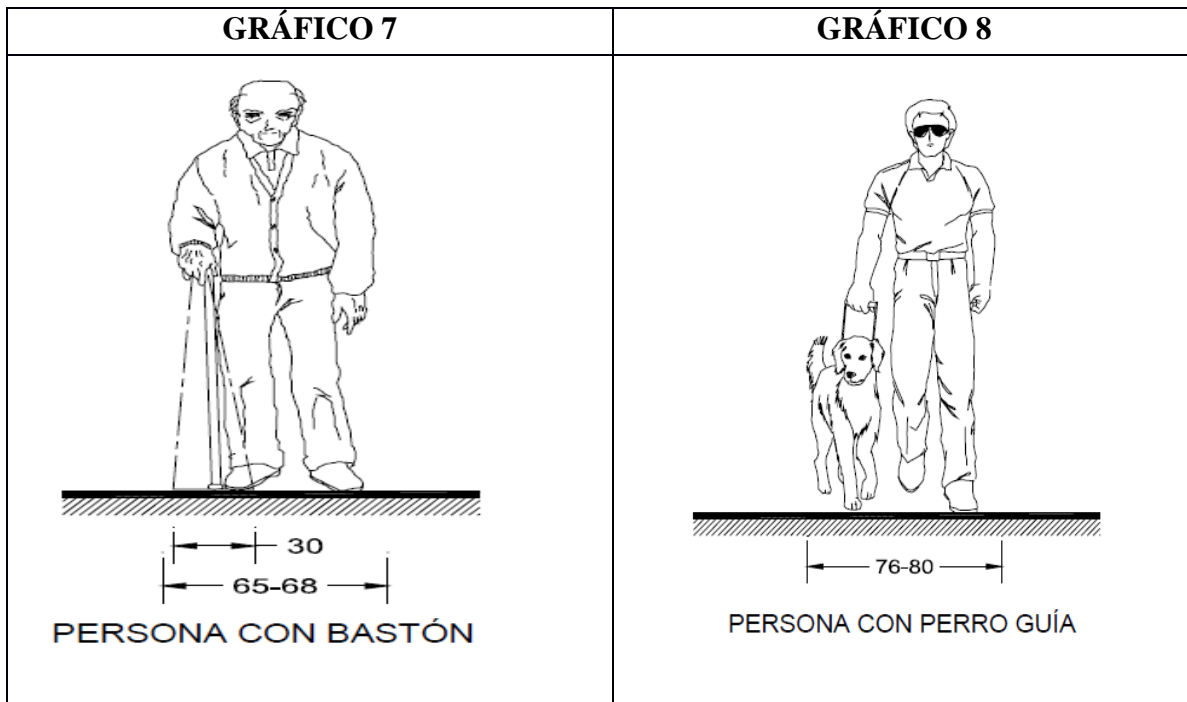 GRÁFICO 7
GRÁFICO 8
30
65-68
PERSONA CON BASTÓN
76-80
PERSONA CON PERRO GUÍA